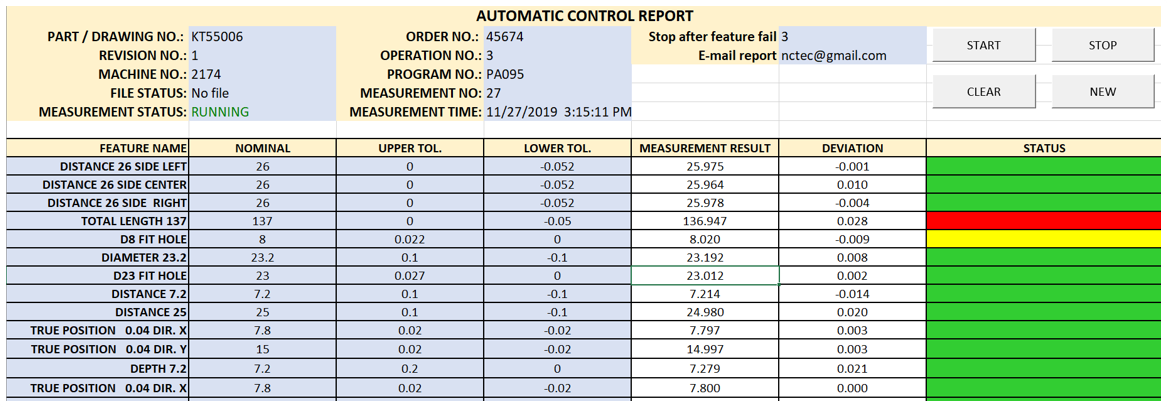 AUTOMATIC CONTROL REPORT
PART / DRAWING NO.: KT55006 ORDER NO.: 45674 Stop after feature fail 3 START STOP
REVISION NO.: 1 OPERATION NO.: 3 E-mail report nctec@gmail.com
MACHINE NO.: 2174 PROGRAM NO.: PA095
FILE STATUS: No file MEASUREMENT NO: 27 CLEAR NEW
MEASUREMENT STATUS: RUNNING MEASUREMENT TIME: 11/27/2019 3:15:11 PM
FEATURE NAME NOMINAL UPPER TOL. LOWER TOL. MEASUREMENT RESULT DEVIATION STATUS
DISTANCE 26 SIDE LEFT 26 0 -0.052 25.975 -0.001
DISTANCE 26 SIDE CENTER 26 0 -0.052 25.964 0.010
DISTANCE 26 SIDE RIGHT 26 0 -0.052 25.978 -0.004
TOTAL LENGTH 137 137 0 -0.05 136.947 0.028
D8 FIT HOLE 8 0.022 0 8.020 -0.009
DIAMETER 23.2 23.2 0.1 -0.1 23.192 0.008
D23 FIT HOLE 23 0.027 0 23.012 0.002
DISTANCE 7.2 7.2 0.1 -0.1 7.214 -0.014
DISTANCE 25 25 0.1 -0.1 24.980 0.020
TRUE POSITION 0.04 DIR. X 7.8 0.02 -0.02 7.797 0.003
TRUE POSITION 0.04 DIR. Y 15 0.02 -0.02 14.997 0.003
DEPTH 7.2 7.2 0.2 0 7.279 0.021
TRUE POSITION 0.04 DIR. X 7.8 0.02 -0.02 7.800 0.000